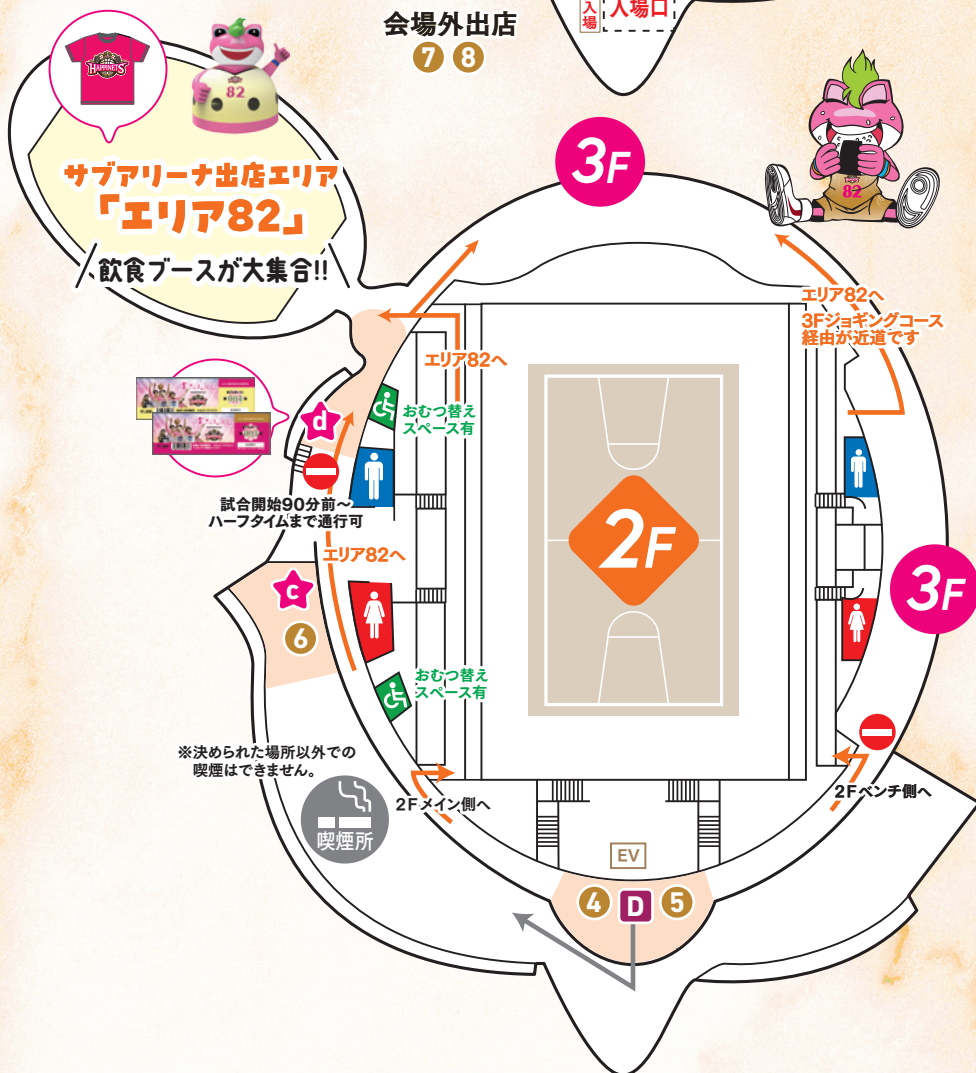 会場外出店
7 8
入場
入場口
HAPPINETS
82
サブアリーナ出店エリア
「エリア82」
飲食ブースが大集合!!
3F
82
エリア82へ
3Fジョギングコース
経由が近道です
エリア82へ
おむつ替え
スペース有
d
試合開始90分前〜
ハーフタイムまで通行可
エリア82へ
2F
3F
c
6
おむつ替え
スペース有
※決められた場所以外での
喫煙はできません。
喫煙所
2Fメイン側へ
2Fベンチ側へ
EV
4 D 5